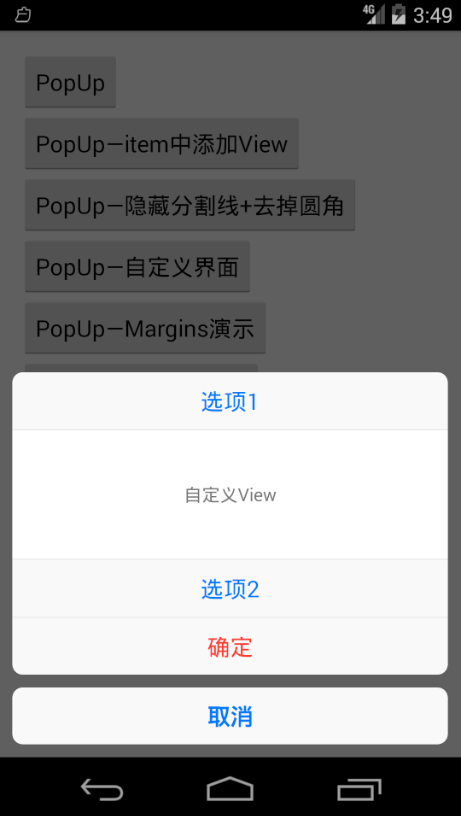 4G 3:49
PopUp
PopUp—item中添加View
PopUp—隐藏分割线+去掉圆角
PopUp—自定义界面
PopUp—Margins演示
选项1
自定义View
选项2
确定
取消